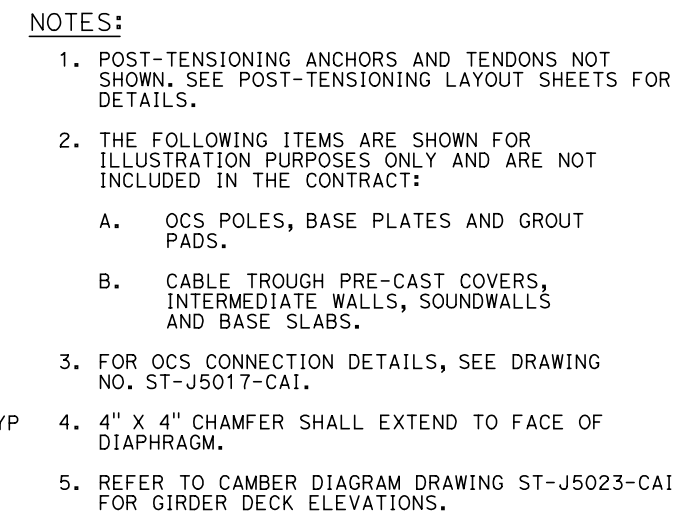 NOTES:
1. POST-TENSIONING ANCHORS AND TENDONS NOT
SHOWN. SEE POST-TENSIONING LAYOUT SHEETS FOR
DETAILS.
2. THE FOLLOWING ITEMS ARE SHOWN FOR
ILLUSTRATION PURPOSES ONLY AND ARE NOT
INCLUDED IN THE CONTRACT:
A. OCS POLES, BASE PLATES AND GROUT
PADS.
B. CABLE TROUGH PRE-CAST COVERS,
INTERMEDIATE WALLS, SOUNDWALLS
AND BASE SLABS.
3. FOR OCS CONNECTION DETAILS, SEE DRAWING
NO. ST-J5017-CAI.
4. 4" X 4" CHAMFER SHALL EXTEND TO FACE OF
DIAPHRAGM.
5. REFER TO CAMBER DIAGRAM DRAWING ST-J5023-CAI
FOR GIRDER DECK ELEVATIONS.